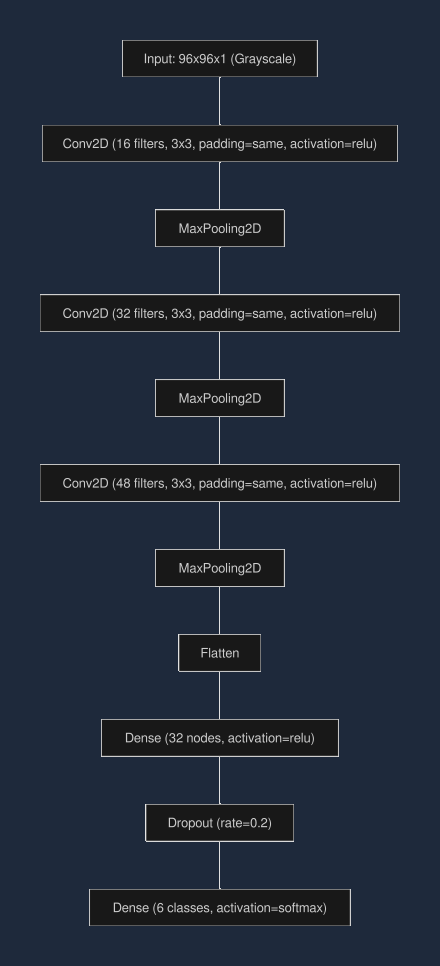 Input: 96x96x1 (Grayscale)
Conv2D (16 filters, 3x3, padding=same, activation=relu)
MaxPooling2D
Conv2D (32 filters, 3x3, padding=same, activation=relu)
MaxPooling2D
Conv2D (48 filters, 3x3, padding=same, activation=relu)
MaxPooling2D
Flatten
Dense (32 nodes, activation=relu)
Dropout (rate=0.2)
Dense (6 classes, activation=softmax)